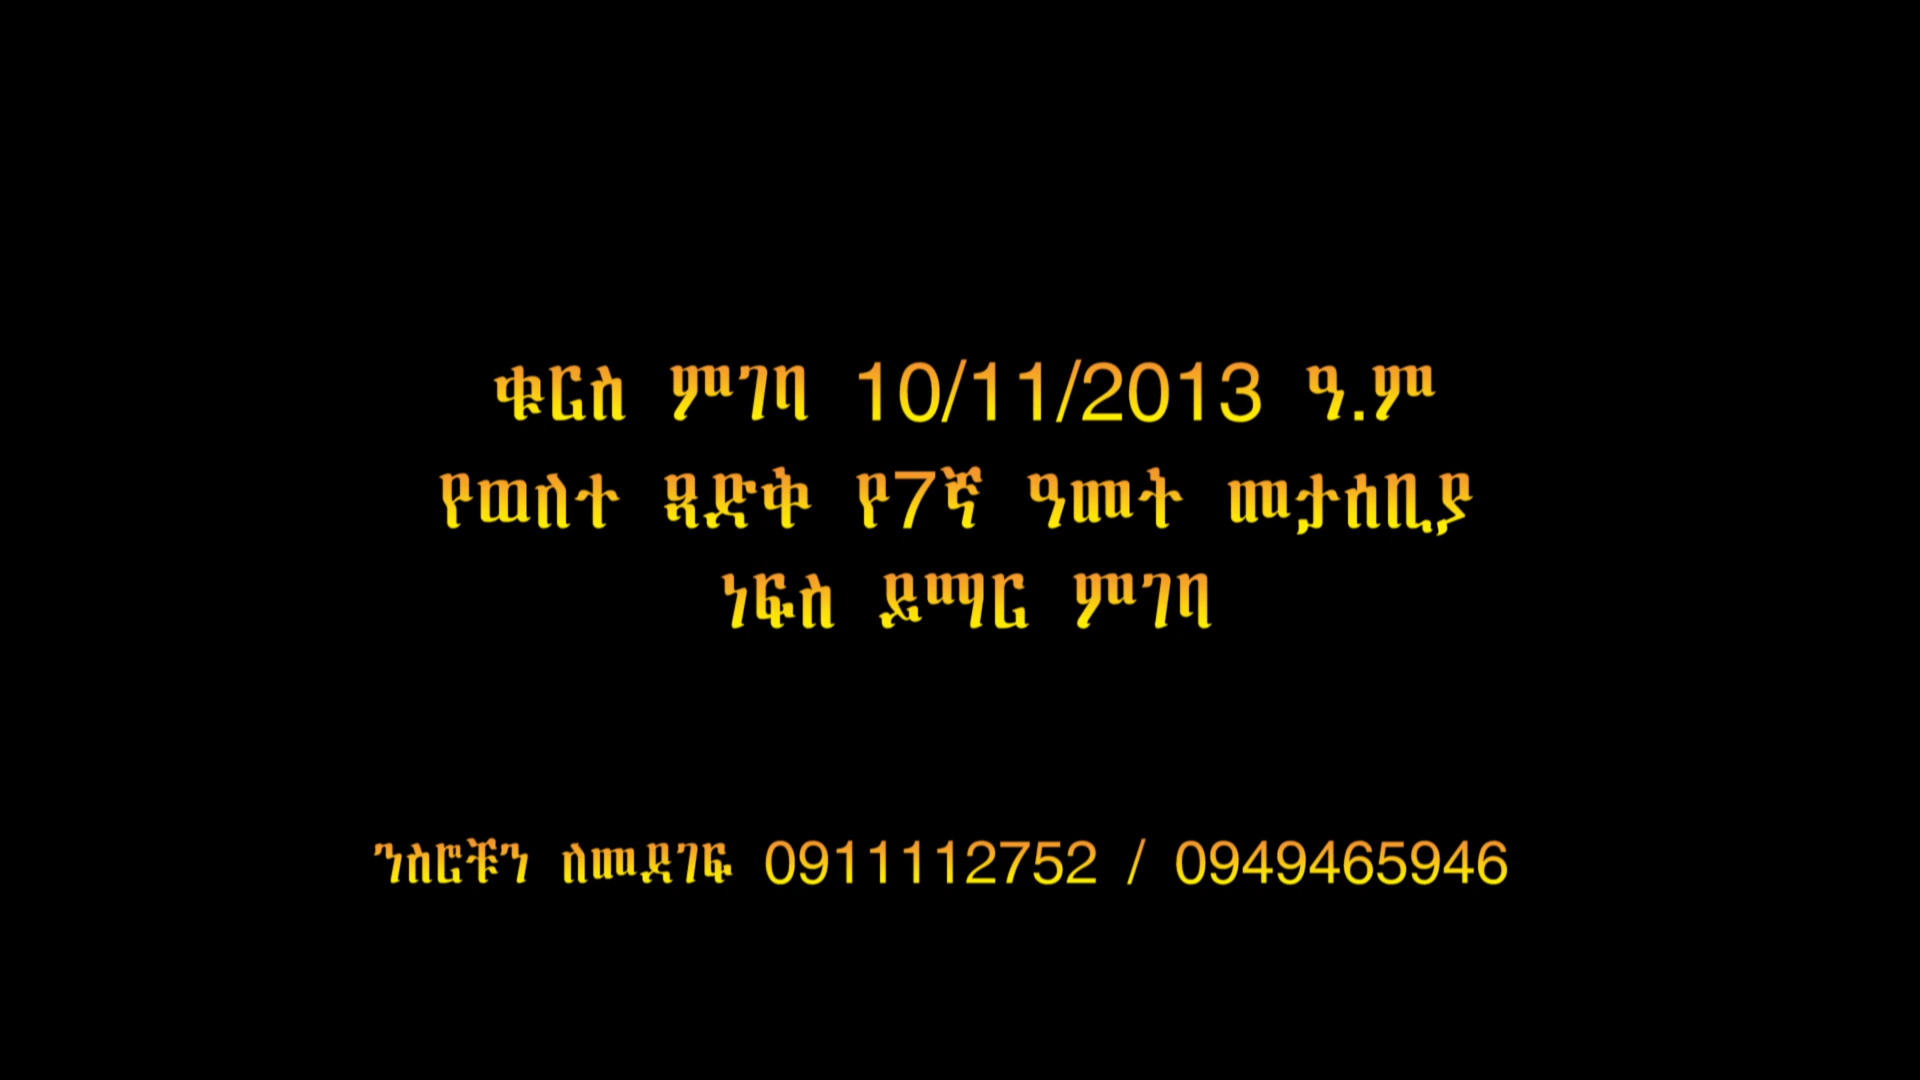 ቁርስ ምገባ 10/11/2013 ዓ.ም
የወለተ ጻድቅ የ7ኛ ዓመት መታሰቢያ
ነፍስ ይማር ምገባ
ንስሮቹን ለመደገፍ 0911112752 / 0949465946